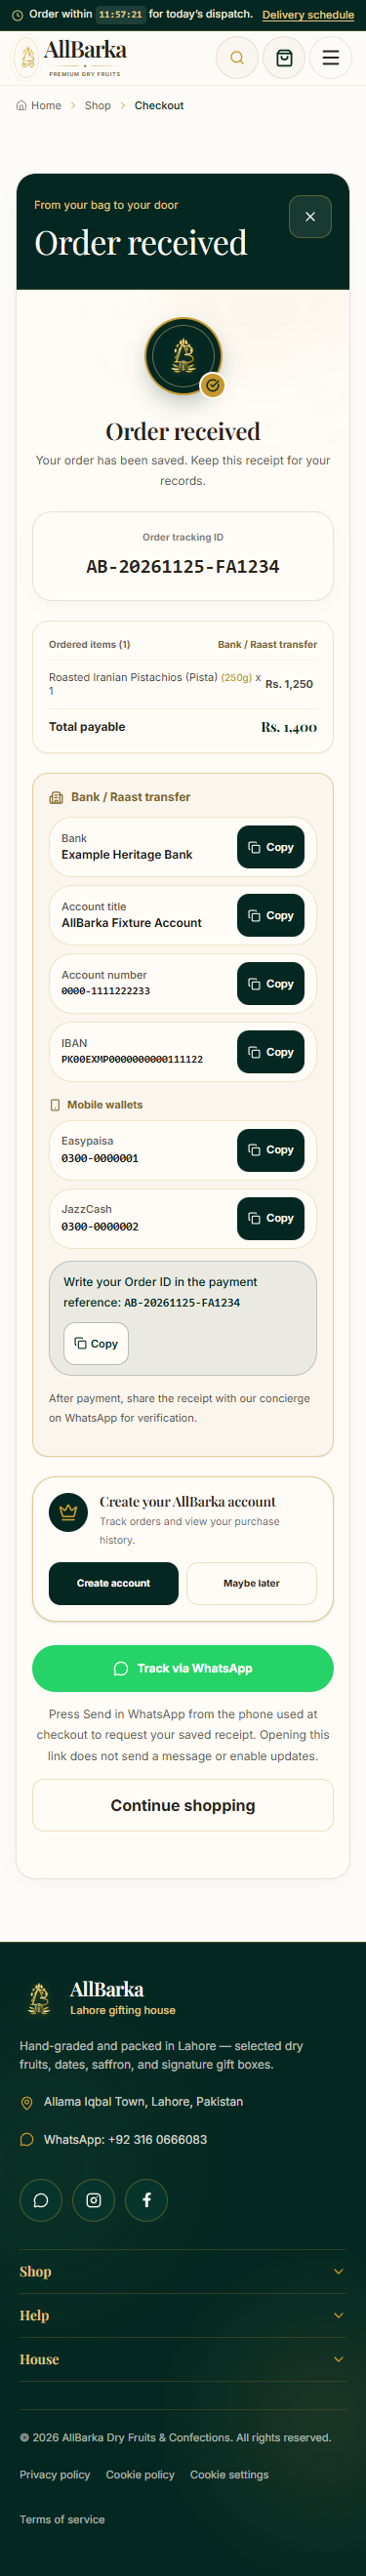 Order within 11:57:21 for today's dispatch. Delivery schedule
AllBarka
PREMIUM DRY FRUITS
Home > Shop > Checkout
From your bag to your door
Order received
Order received
Your order has been saved. Keep this receipt for your
records.
Order tracking ID
AB-20261125-FA1234
Ordered items (1) Bank / Raast transfer
Roasted Iranian Pistachios (Pista) (250g) x
1 Rs. 1,250
Total payable Rs. 1,400
Bank / Raast transfer
Bank
Example Heritage Bank
Copy
Account title
AllBarka Fixture Account
Copy
Account number
0000-1111222233
Copy
IBAN
PK00EXMP0000000000111122
Copy
Mobile wallets
Easypaisa
0300-0000001
Copy
JazzCash
0300-0000002
Copy
Write your Order ID in the payment
reference: AB-20261125-FA1234
Copy
After payment, share the receipt with our concierge
on WhatsApp for verification.
Create your AllBarka account
Track orders and view your purchase
history.
Create account Maybe later
Track via WhatsApp
Press Send in WhatsApp from the phone used at
checkout to request your saved receipt. Opening this
link does not send a message or enable updates.
Continue shopping
AllBarka
Lahore gifting house
Hand-graded and packed in Lahore — selected dry
fruits, dates, saffron, and signature gift boxes.
Allama Iqbal Town, Lahore, Pakistan
WhatsApp: +92 316 0666083
Shop
Help
House
© 2026 AllBarka Dry Fruits & Confections. All rights reserved.
Privacy policy Cookie policy Cookie settings
Terms of service